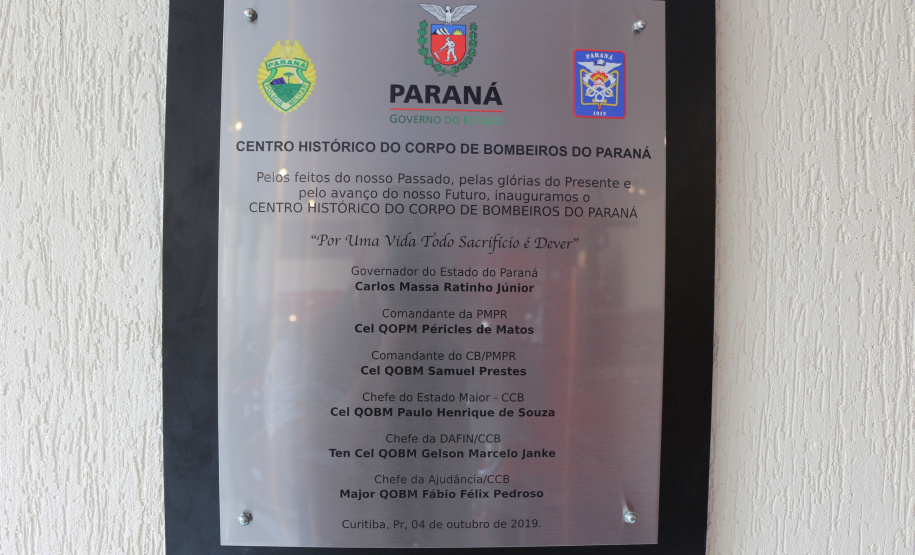 PARANÁ
PARANÁ
1912
PARANÁ
GOVERNO DO ESTADO
CENTRO HISTÓRICO DO CORPO DE BOMBEIROS DO PARANÁ
Pelos feitos do nosso Passado, pelas glórias do Presente e
pelo avanço do nosso Futuro, inauguramos o
CENTRO HISTÓRICO DO CORPO DE BOMBEIROS DO PARANÁ
“Por Uma Vida Todo Sacrifício é Dever”
Governador do Estado do Paraná
Carlos Massa Ratinho Júnior
Comandante da PMPR
Cel QOPM Péricles de Matos
Comandante do CB/PMPR
Cel QOBM Samuel Prestes
Chefe do Estado Maior - CCB
Cel QOBM Paulo Henrique de Souza
Chefe da DAFIN/CCB
Ten Cel QOBM Gelson Marcelo Janke
Chefe da Ajudância/CCB
Major QOBM Fábio Félix Pedroso
Curitiba, Pr, 04 de outubro de 2019.